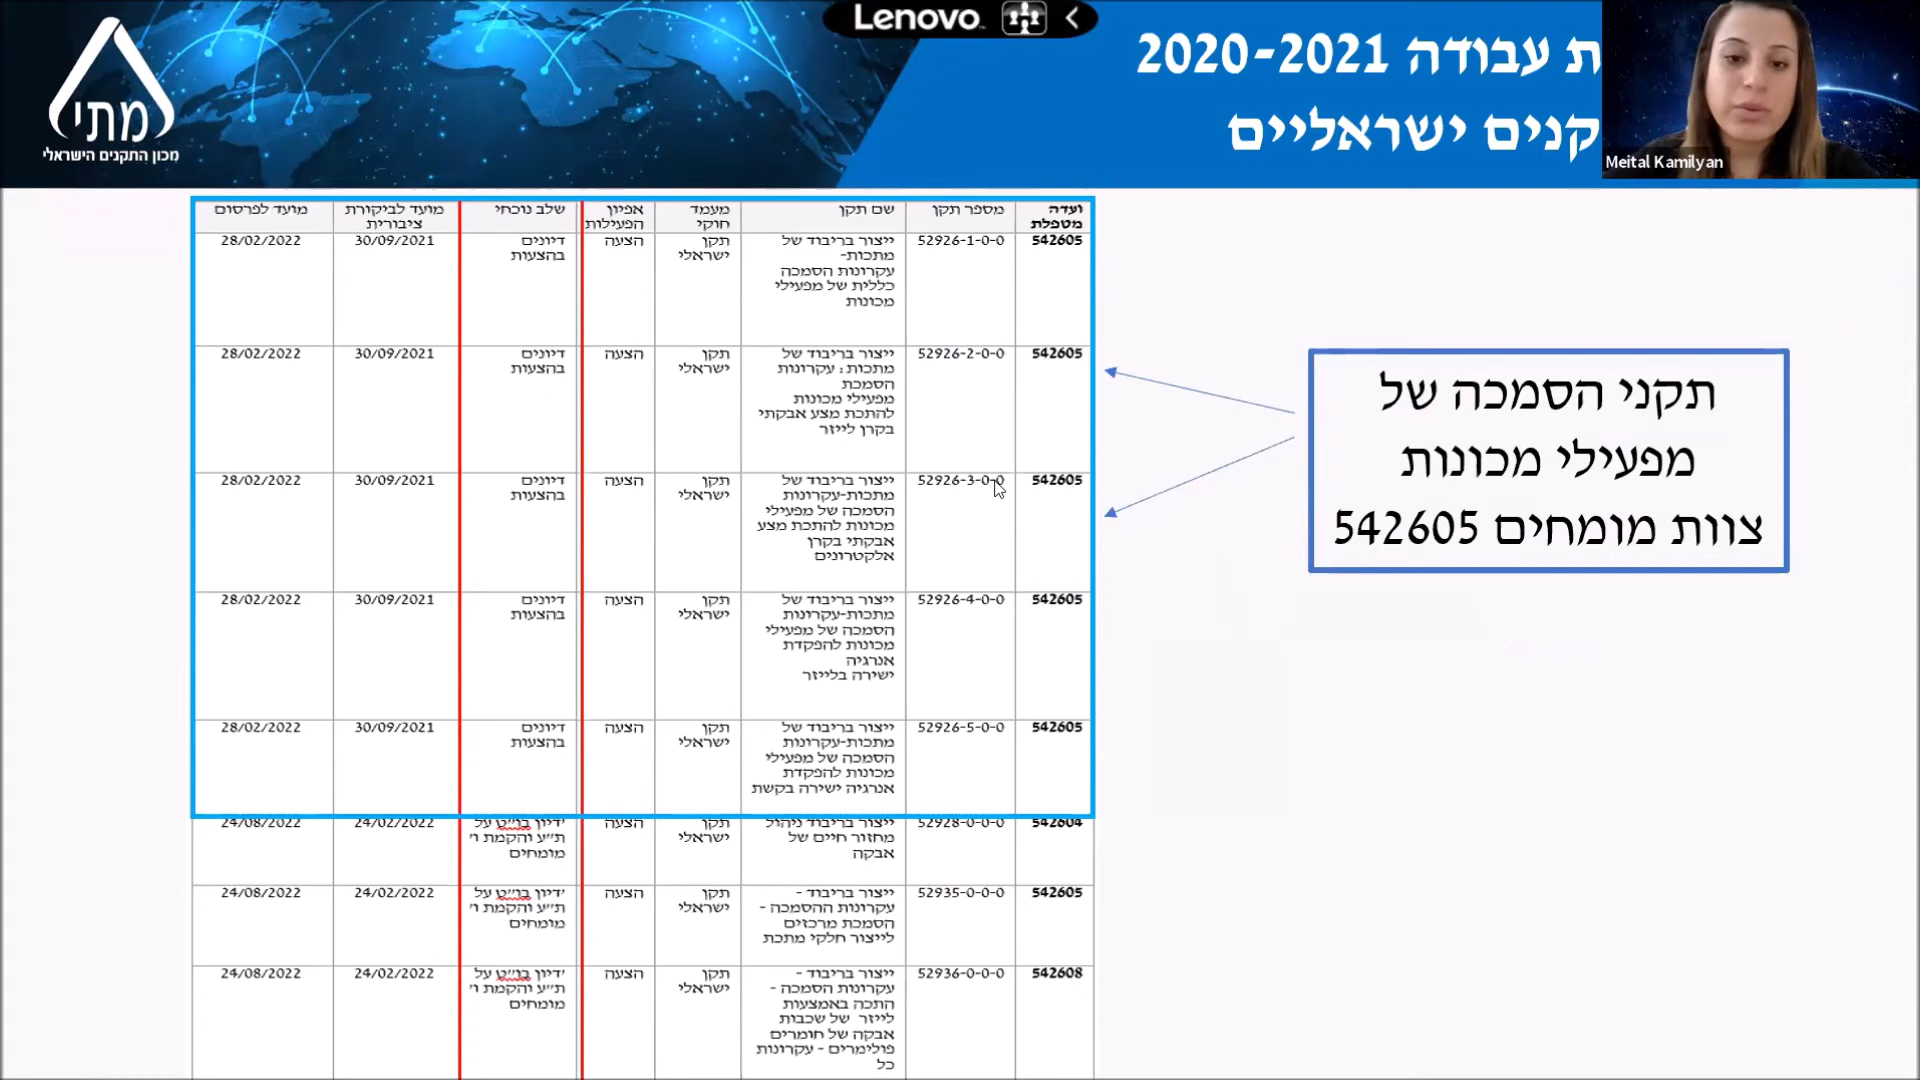 Lenovo
מתי
מכון התקנים הישראלי
ת עבודה 2020-2021
קנים ישראליים
Meital Kamilyan
ועדה מטפלת מספר תקן שם תקן מעמד חוקי אפיון הפעילות שלב נוכחי מועד לביקורת ציבורית מועד לפרסום
542605 52926-1-0-0 ייצור בריבוד של מתכות- עקרונות הסמכה כללית של מפעילי מכונות תקן ישראלי הצעה דיונים בהצעות 30/09/2021 28/02/2022
542605 52926-2-0-0 ייצור בריבוד של מתכות : עקרונות הסמכת מפעילי מכונות להתכת מצע אבקתי בקרן לייזר תקן ישראלי הצעה דיונים בהצעות 30/09/2021 28/02/2022
542605 52926-3-0-0 ייצור בריבוד של מתכות-עקרונות הסמכה של מפעילי מכונות להתכת מצע אבקתי בקרן אלקטרונים תקן ישראלי הצעה דיונים בהצעות 30/09/2021 28/02/2022
542605 52926-4-0-0 ייצור בריבוד של מתכות-עקרונות הסמכה של מפעילי מכונות להפקדת אנרגיה ישירה בלייזר תקן ישראלי הצעה דיונים בהצעות 30/09/2021 28/02/2022
542605 52926-5-0-0 ייצור בריבוד של מתכות-עקרונות הסמכה של מפעילי מכונות להפקדת אנרגיה ישירה בקשת תקן ישראלי הצעה דיונים בהצעות 30/09/2021 28/02/2022
542604 52928-0-0-0 ייצור בריבוד ניהול מחזור חיים של אבקה תקן ישראלי הצעה דיון בו"ט על ת"ע והקמת ו' מומחים 24/02/2022 24/08/2022
542605 52935-0-0-0 ייצור בריבוד - עקרונות ההסמכה - הסמכת מרכזים לייצור חלקי מתכת תקן ישראלי הצעה דיון בו"ט על ת"ע והקמת ו' מומחים 24/02/2022 24/08/2022
542608 52936-0-0-0 ייצור בריבוד - עקרונות הסמכה - התכה באמצעות לייזר של שכבות אבקה של חומרים פולימרים - עקרונות כל תקן ישראלי הצעה דיון בו"ט על ת"ע והקמת ו' מומחים 24/02/2022 24/08/2022
תקני הסמכה של
מפעילי מכונות
צוות מומחים 542605